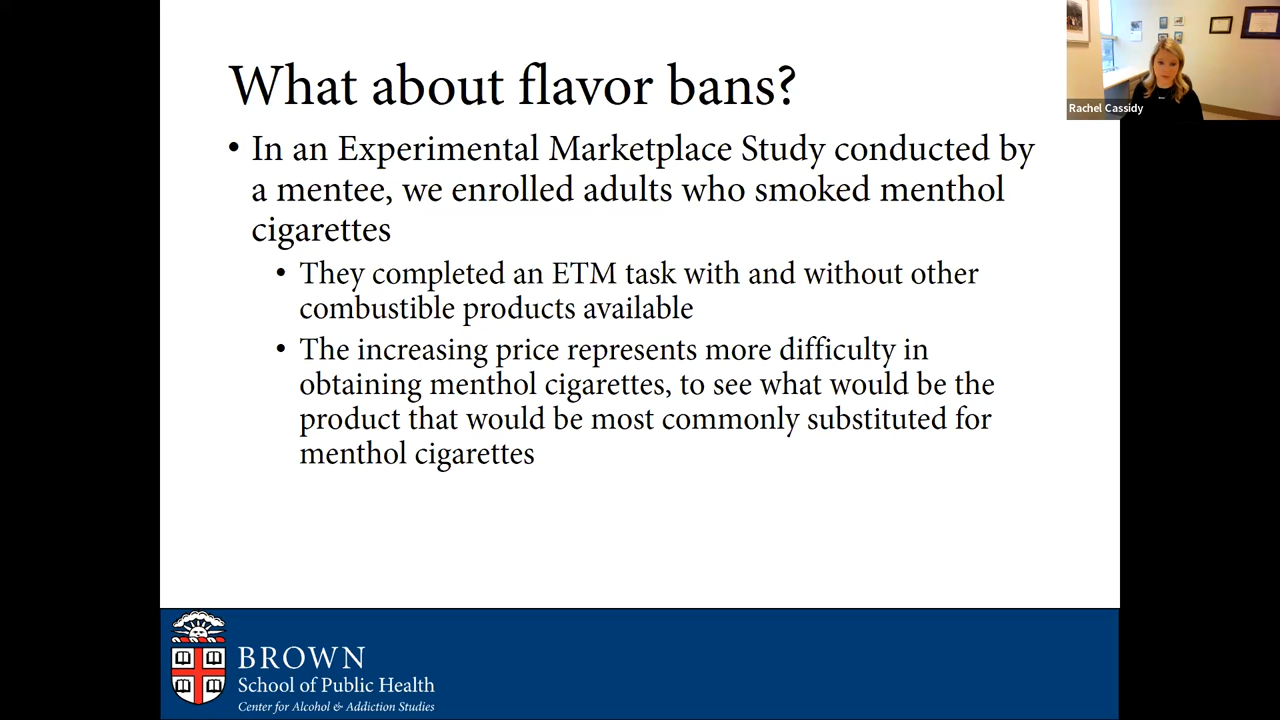 What about flavor bans?
• In an Experimental Marketplace Study conducted by
a mentee, we enrolled adults who smoked menthol
cigarettes
• They completed an ETM task with and without other
combustible products available
• The increasing price represents more difficulty in
obtaining menthol cigarettes, to see what would be the
product that would be most commonly substituted for
menthol cigarettes
Rachel Cassidy
BROWN
School of Public Health
Center for Alcohol & Addiction Studies